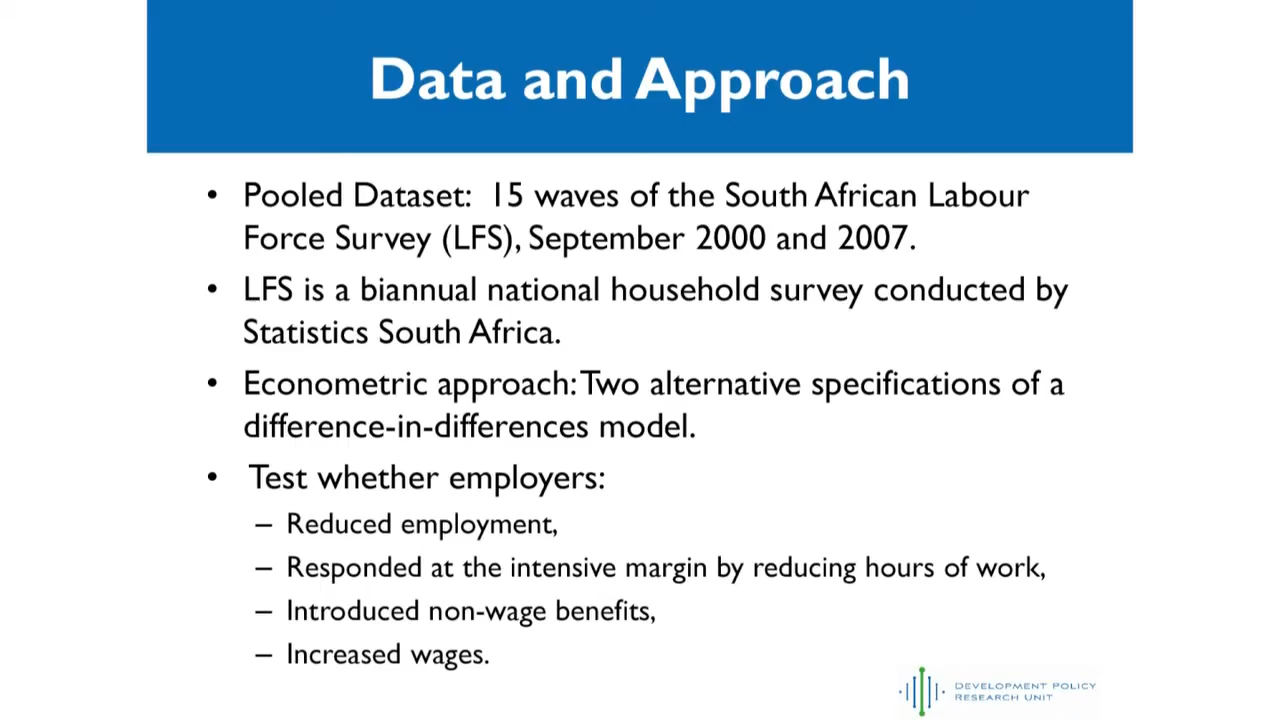 Data and Approach
• Pooled Dataset: 15 waves of the South African Labour
Force Survey (LFS), September 2000 and 2007.
• LFS is a biannual national household survey conducted by
Statistics South Africa.
• Econometric approach: Two alternative specifications of a
difference-in-differences model.
• Test whether employers:
– Reduced employment,
– Responded at the intensive margin by reducing hours of work,
– Introduced non-wage benefits,
– Increased wages.
DEVELOPMENT POLICY
RESEARCH UNIT